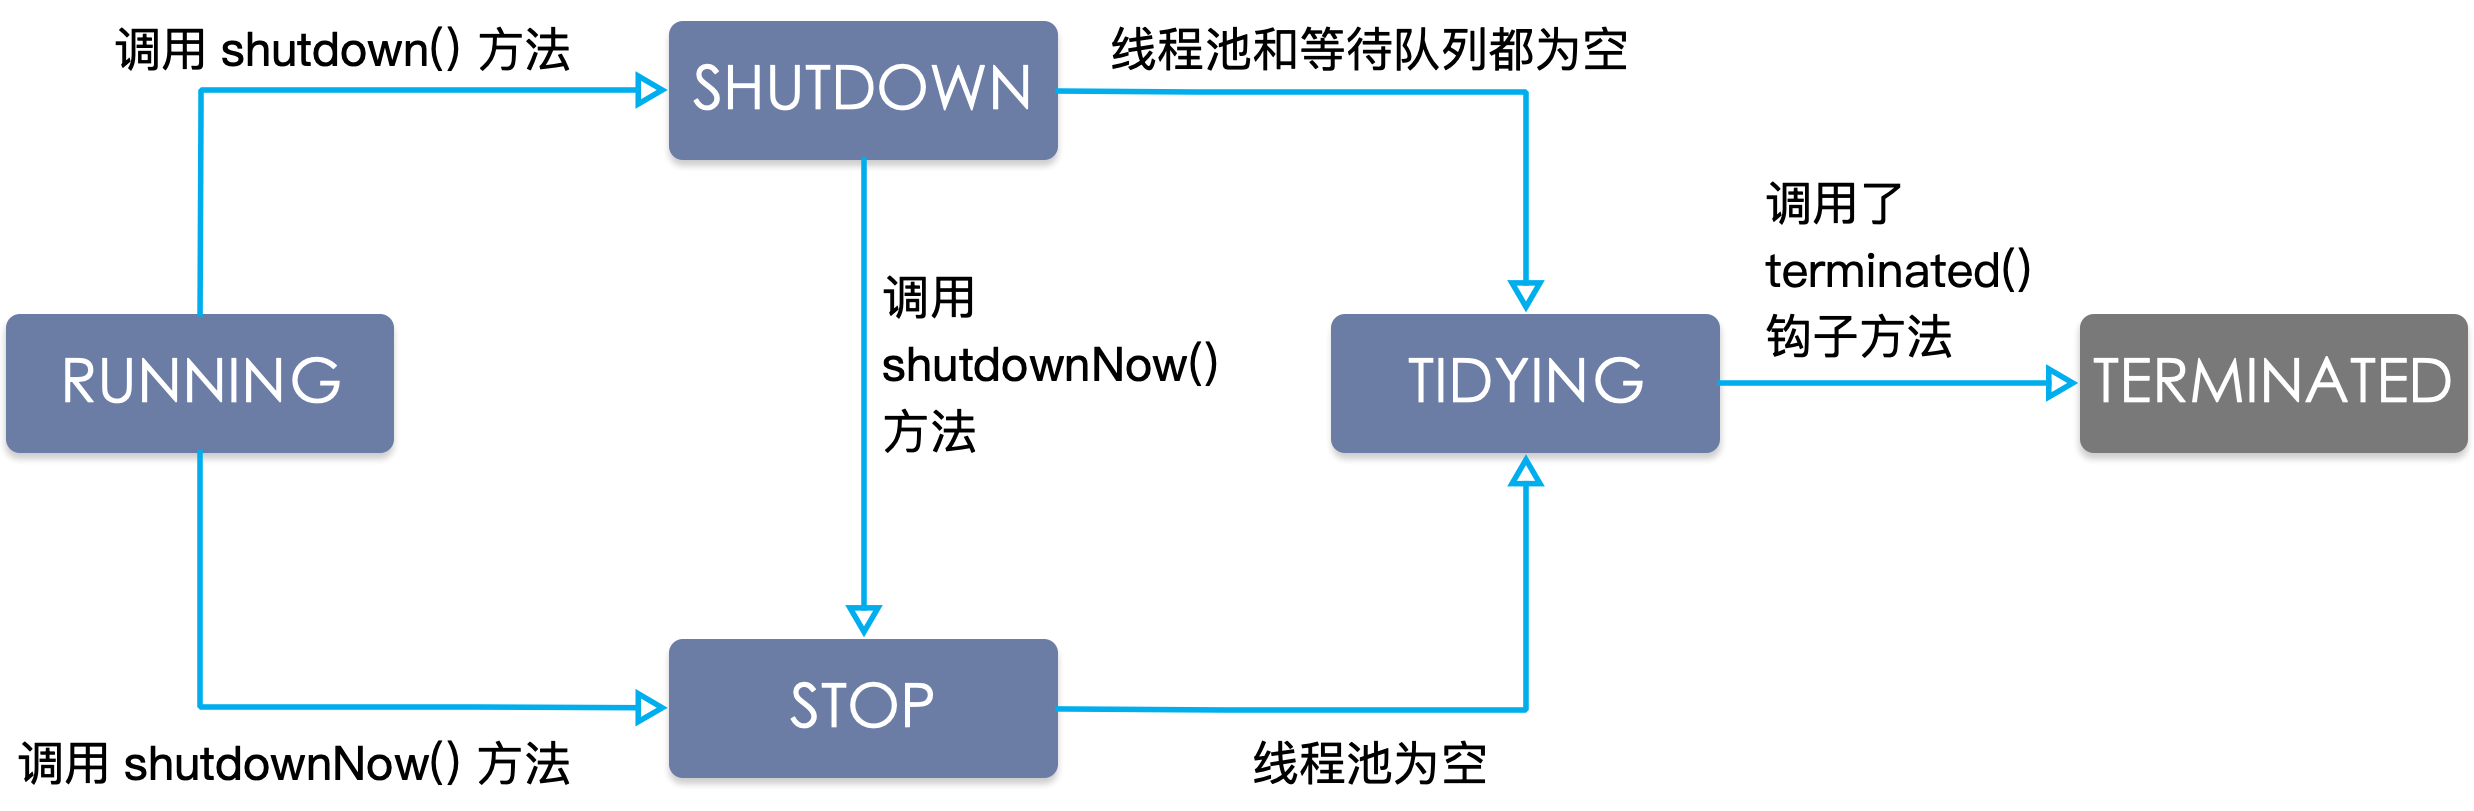 调用 shutdown() 方法
SHUTDOWN
线程池和等待队列都为空
调用了
terminated()
钩子方法
调用
shutdownNow()
方法
RUNNING
TIDYING
TERMINATED
STOP
调用 shutdownNow() 方法
线程池为空